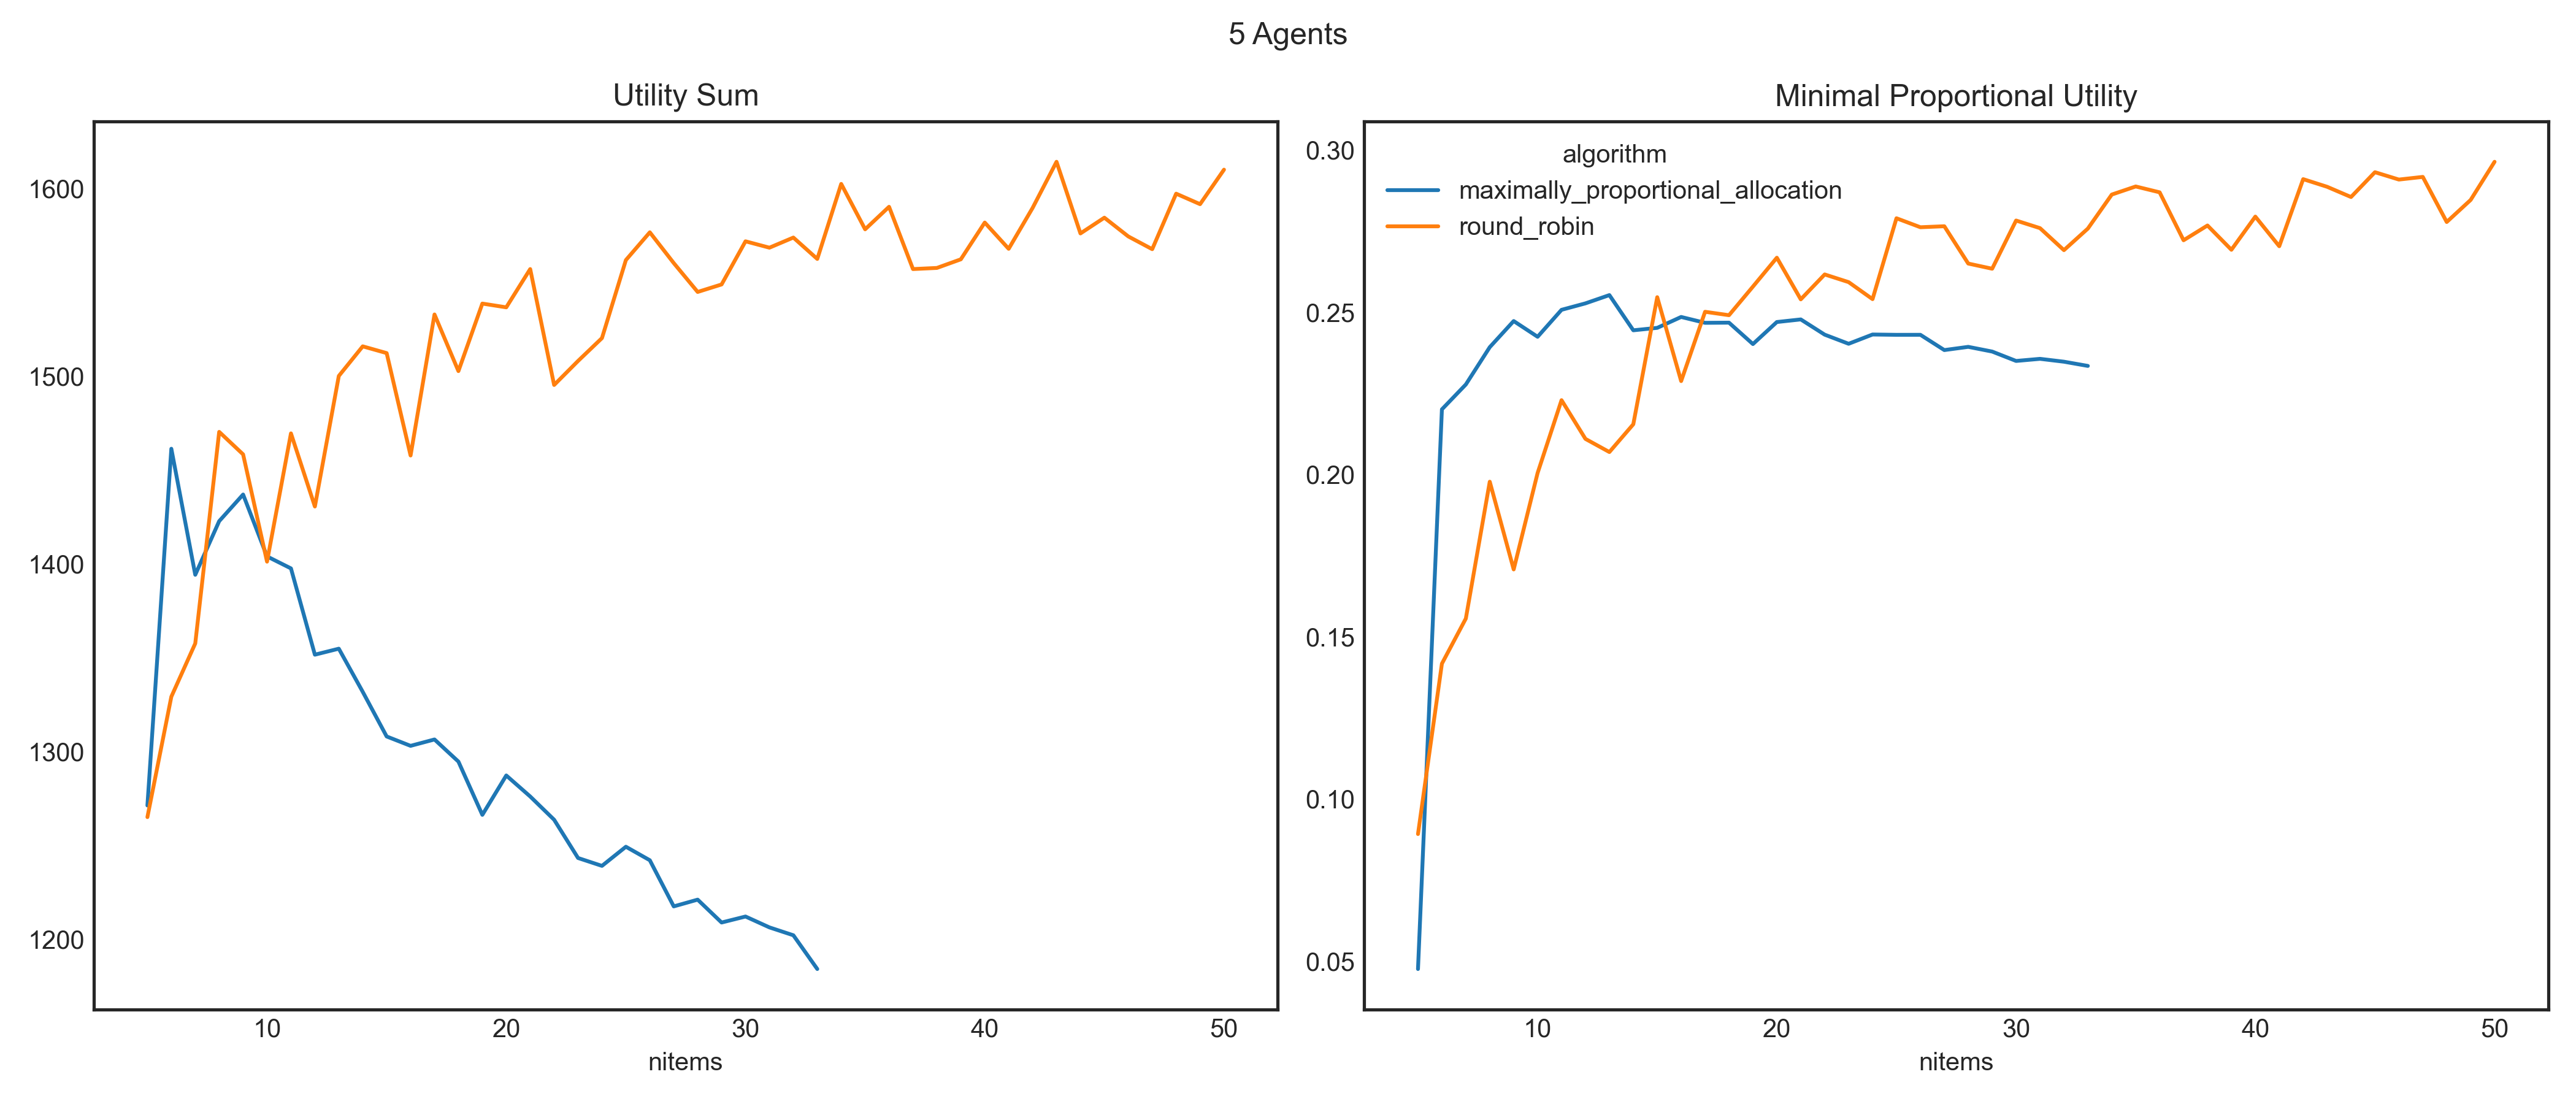 5 Agents
Utility Sum
1600
1500
1400
1300
1200
10 20 30 40 50
nitems
Minimal Proportional Utility
0.30
0.25
0.20
0.15
0.10
0.05
algorithm
maximally_proportional_allocation
round_robin
10 20 30 40 50
nitems